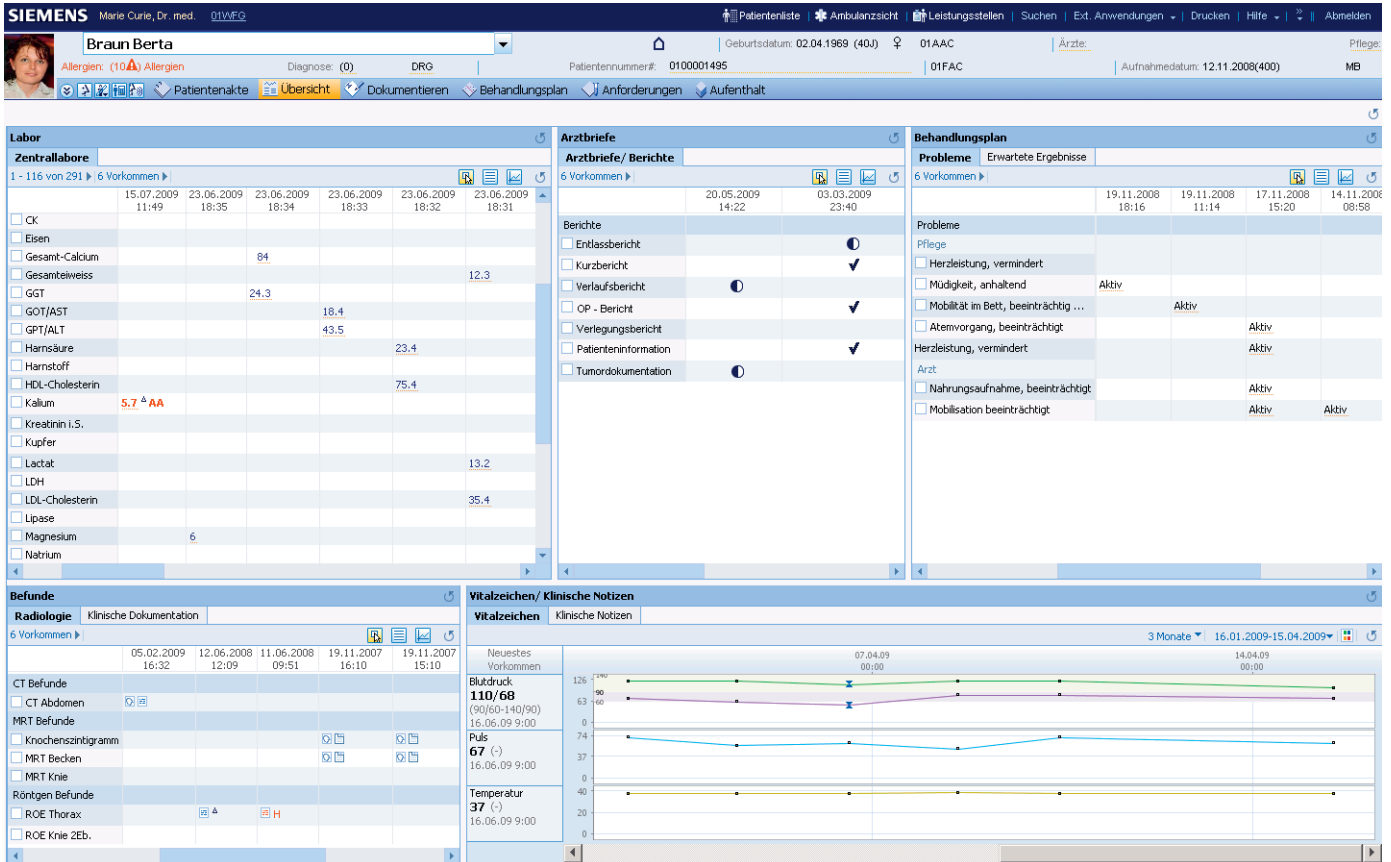 SIEMENS Marie Curie, Dr. med. 01WFG Patientenliste | Ambulanzsicht | Leistungsstellen | Suchen | Ext. Anwendungen | Drucken | Hilfe | Abmelden
Braun Berta Geburtsdatum: 02.04.1969 (40J) ♀ 01AAC Ärzte: Pflege:
Allergien: (10) Allergien Diagnose: (0) DRG Patientennummer#: 0100001495 01FAC Aufnahmedatum: 12.11.2008(400) MB
Patientenakte Übersicht Dokumentieren Behandlungsplan Anforderungen Aufenthalt
Labor
Zentrallabore
1 - 116 von 291 6 Vorkommen
15.07.2009 23.06.2009 23.06.2009 23.06.2009 23.06.2009 23.06.2009
11:49 18:35 18:34 18:33 18:32 18:31
CK
Eisen
Gesamt-Calcium 84
Gesamteiweiss 12.3
GGT 24.3
GOT/AST 18.4
GPT/ALT 43.5
Harnsäure 23.4
Harnstoff
HDL-Cholesterin 75.4
Kalium 5.7 Δ AA
Kreatinin i.S.
Kupfer
Lactat 13.2
LDH
LDL-Cholesterin 35.4
Lipase
Magnesium 6
Natrium
Arztbriefe
Arztbriefe/ Berichte
6 Vorkommen
20.05.2009 03.03.2009
14:22 23:40
Berichte
Entlassbericht
Kurzbericht
Verlaufsbericht
OP - Bericht
Verlegungsbericht
Patienteninformation
Tumordokumentation
Behandlungsplan
Probleme Erwartete Ergebnisse
6 Vorkommen
19.11.2008 19.11.2008 17.11.2008 14.11.2008
18:16 11:14 15:20 08:58
Probleme
Pflege
Herzleistung, vermindert
Müdigkeit, anhaltend Aktiv
Mobilität im Bett, beeinträchtig ... Aktiv
Atemvorgang, beeinträchtigt Aktiv
Herzleistung, vermindert Aktiv
Arzt
Nahrungsaufnahme, beeinträchtigt Aktiv
Mobilisation beeinträchtigt Aktiv Aktiv
Befunde
Radiologie Klinische Dokumentation
6 Vorkommen
05.02.2009 12.06.2008 11.06.2008 19.11.2007 19.11.2007
16:32 12:09 09:51 16:10 15:10
CT Befunde
CT Abdomen
MRT Befunde
Knochenszintigramm
MRT Becken
MRT Knie
Röntgen Befunde
ROE Thorax Δ H
ROE Knie 2Eb.
Vitalzeichen/ Klinische Notizen
Vitalzeichen Klinische Notizen
3 Monate 16.01.2009-15.04.2009
Neuestes 07.04.09 14.04.09
Vorkommen 00:00 00:00
Blutdruck 126 140
110/68 90
(90/60-140/90) 63 60
16.06.09 9:00 0
Puls 74
67 (-) 37
16.06.09 9:00 0
Temperatur 40
37 (-) 20
16.06.09 9:00 0